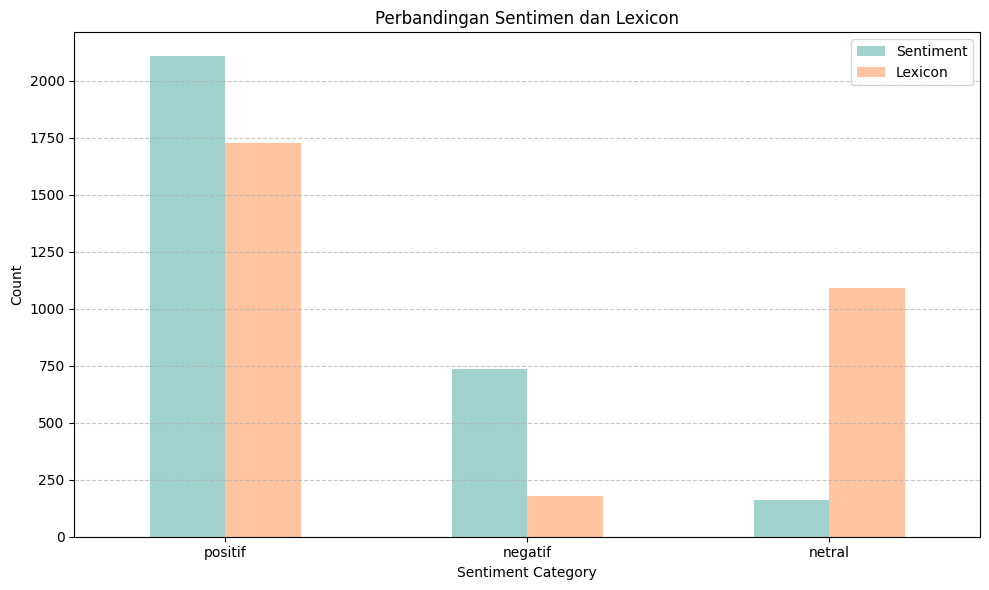 Perbandingan Sentimen dan Lexicon
Sentiment
Lexicon
2000
1750
1500
1250
1000
750
500
250
0
Count
positif
negatif
netral
Sentiment Category